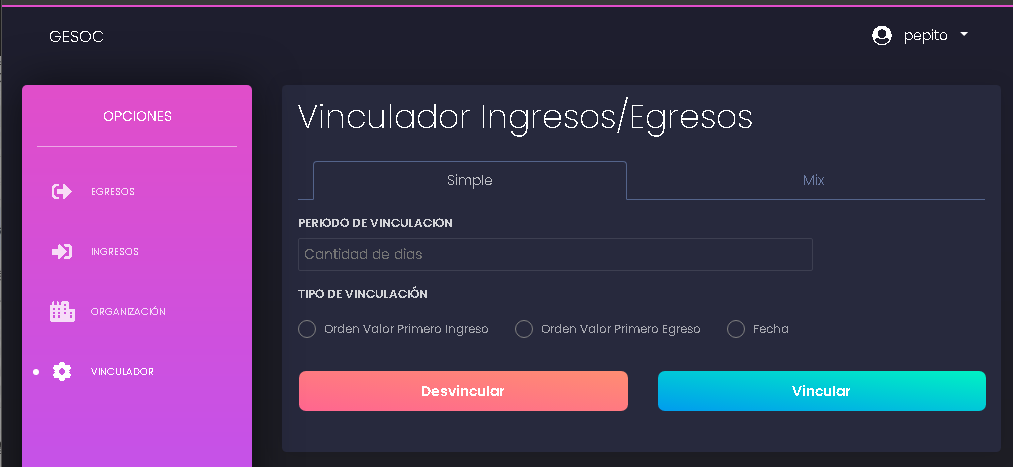 GESOC
pepito
OPCIONES
EGRESOS
INGRESOS
ORGANIZACIÓN
VINCULADOR
Vinculador Ingresos/Egresos
Simple
Mix
PERIODO DE VINCULACION
Cantidad de dias
TIPO DE VINCULACIÓN
Orden Valor Primero Ingreso
Orden Valor Primero Egreso
Fecha
Desvincular
Vincular